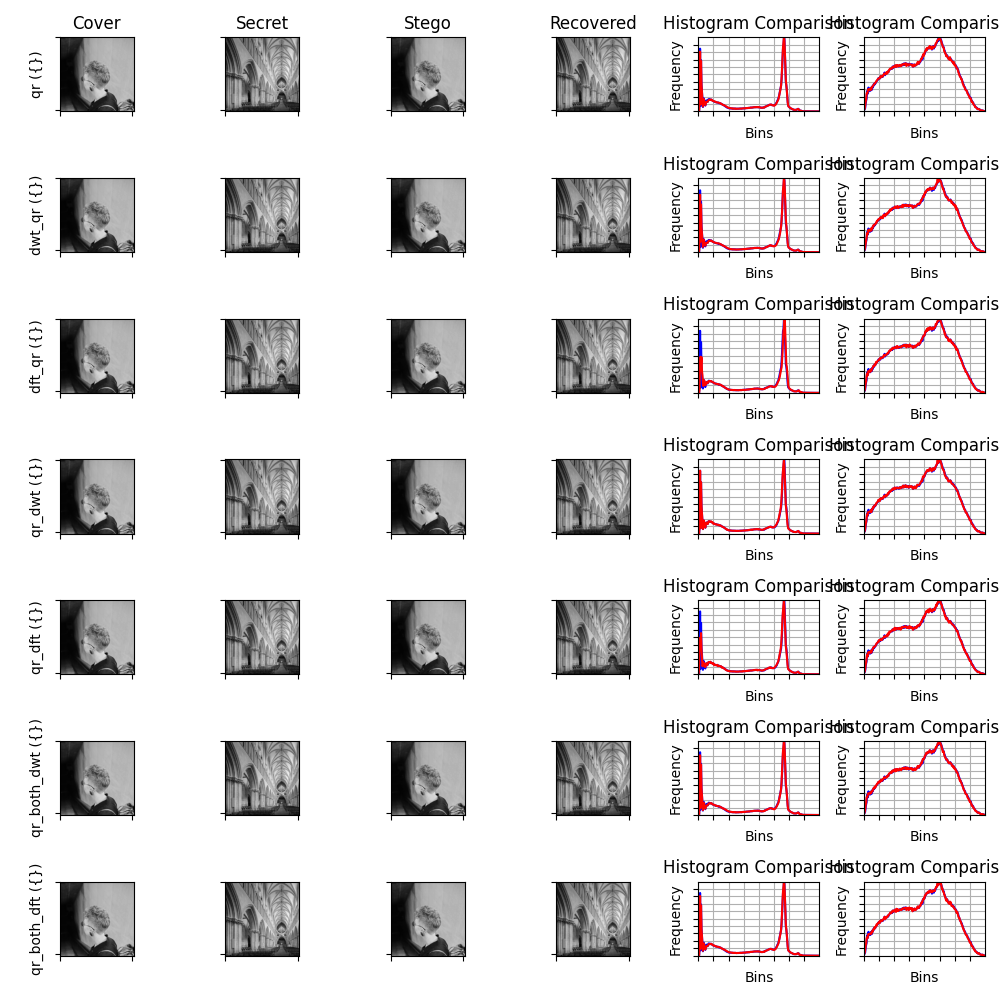 Cover Secret Stego Recovered Histogram Comparison Histogram Comparis
qr ({}) Frequency Frequency
Bins Bins
Histogram Comparison Histogram Comparis
dwt_qr ({}) Frequency Frequency
Bins Bins
Histogram Comparison Histogram Comparis
dft_qr ({}) Frequency Frequency
Bins Bins
Histogram Comparison Histogram Comparis
qr_dwt ({}) Frequency Frequency
Bins Bins
Histogram Comparison Histogram Comparis
qr_dft ({}) Frequency Frequency
Bins Bins
Histogram Comparison Histogram Comparis
qr_both_dwt ({}) Frequency Frequency
Bins Bins
Histogram Comparison Histogram Comparis
qr_both_dft ({}) Frequency Frequency
Bins Bins